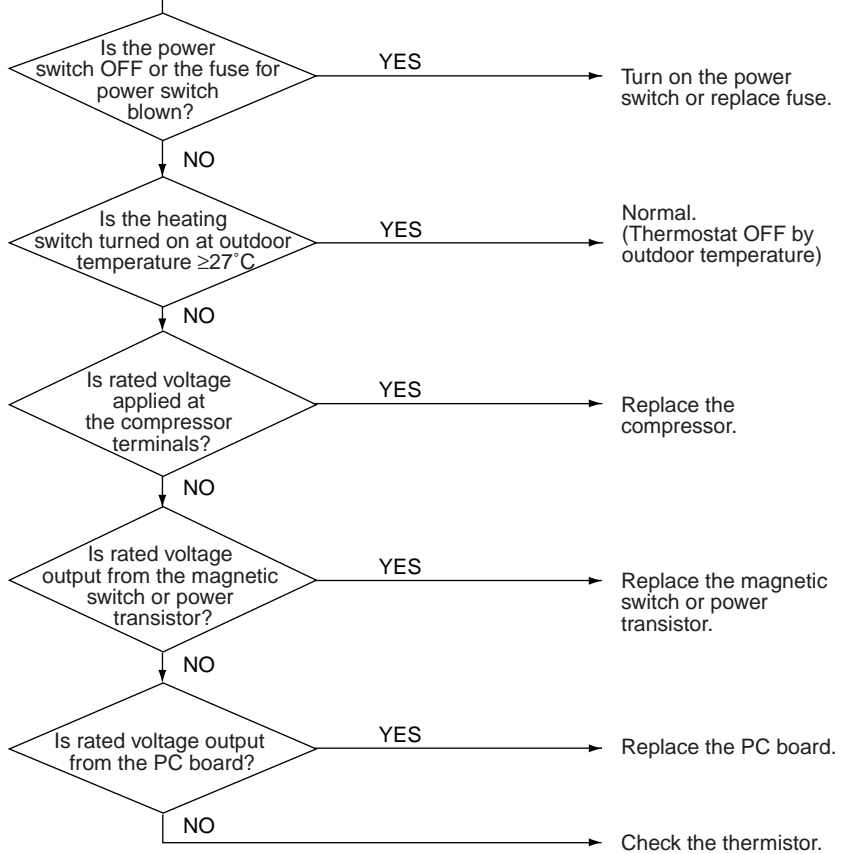 Is the power
switch OFF or the fuse for
power switch
blown?
YES
Turn on the power
switch or replace fuse.
NO
Is the heating
switch turned on at outdoor
temperature ≥27˚C
YES
Normal.
(Thermostat OFF by
outdoor temperature)
NO
Is rated voltage
applied at
the compressor
terminals?
YES
Replace the
compressor.
NO
Is rated voltage
output from the magnetic
switch or power
transistor?
YES
Replace the magnetic
switch or power
transistor.
NO
Is rated voltage output
from the PC board?
YES
Replace the PC board.
NO
Check the thermistor.